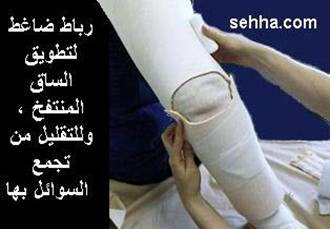 sehha.com
رباط ضاغط
لتطويق
الساق
المنتفخ ،
وللتقليل من
تجمع
السوائل بها